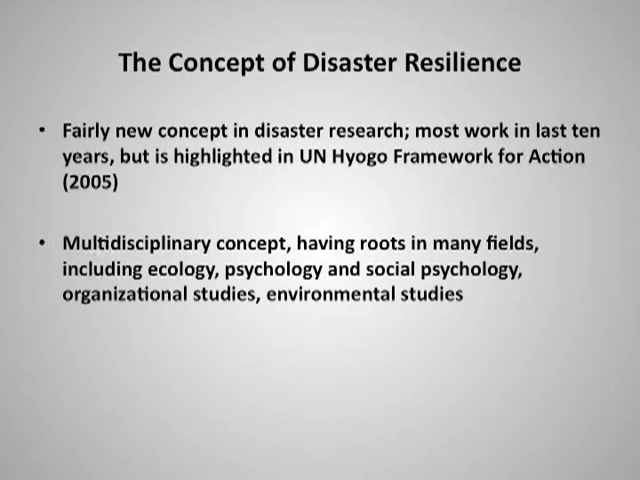 The Concept of Disaster Resilience
• Fairly new concept in disaster research; most work in last ten
years, but is highlighted in UN Hyogo Framework for Action
(2005)
• Multidisciplinary concept, having roots in many fields,
including ecology, psychology and social psychology,
organizational studies, environmental studies